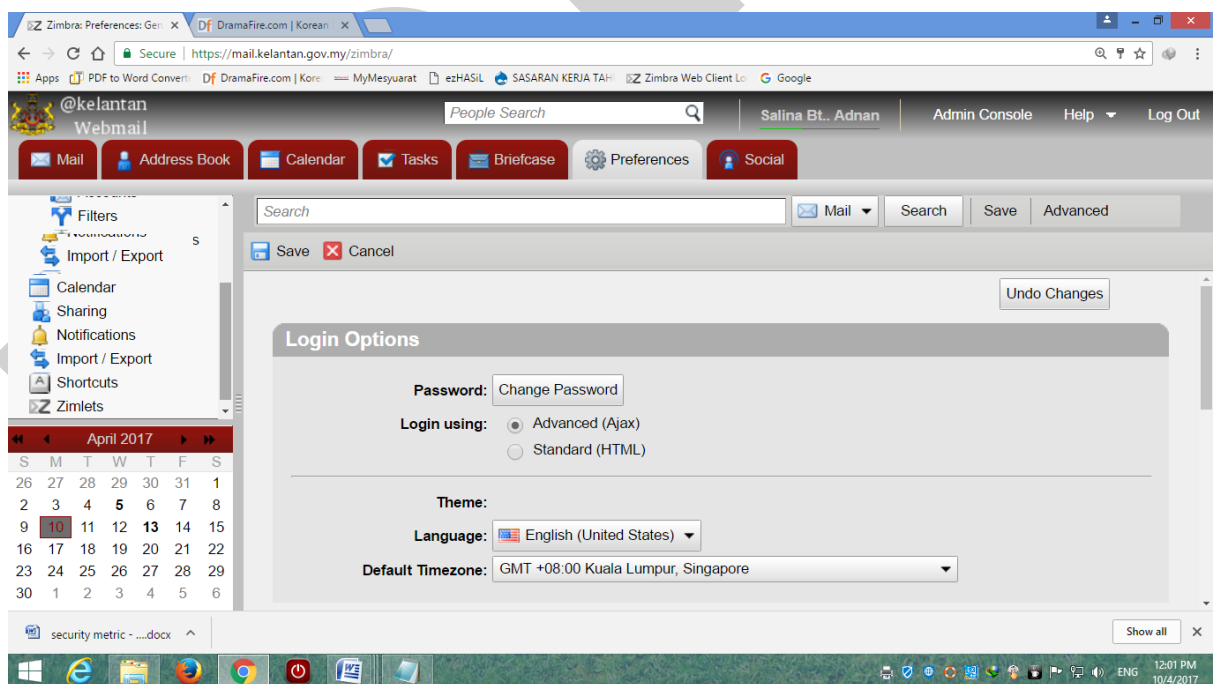 Zimbra: Preferences: Gen
DramaFire.com | Korean
Secure | https://mail.kelantan.gov.my/zimbra/
Apps PDF to Word Convert Df DramaFire.com | Kore MyMesyuarat ezHASiL SASARAN KERJA TAH Zimbra Web Client Lo Google
@kelantan
Webmail
People Search
Salina Bt.. Adnan
Admin Console
Help
Log Out
Mail
Address Book
Calendar
Tasks
Briefcase
Preferences
Social
Filters
s
Import / Export
Calendar
Sharing
Notifications
Import / Export
Shortcuts
Zimlets
Search
Mail
Search
Save
Advanced
Save
Cancel
Undo Changes
Login Options
Password: Change Password
Login using: Advanced (Ajax)
Standard (HTML)
Theme:
Language: English (United States)
Default Timezone: GMT +08:00 Kuala Lumpur, Singapore
April 2017
S M T W T F S
26 27 28 29 30 31 1
2 3 4 5 6 7 8
9 10 11 12 13 14 15
16 17 18 19 20 21 22
23 24 25 26 27 28 29
30 1 2 3 4 5 6
security metric - ....docx
Show all
ENG
12:01 PM
10/4/2017